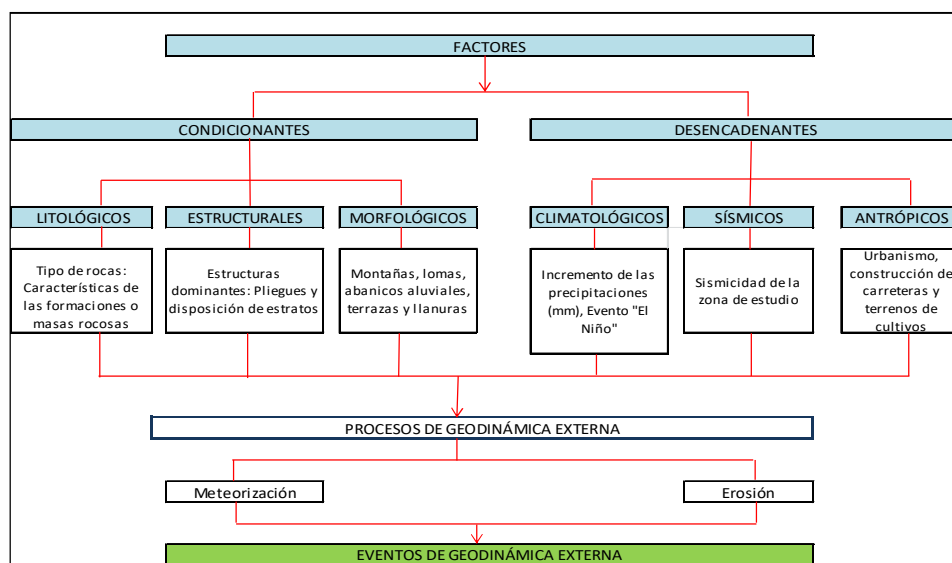 FACTORES
CONDICIONANTES
DESENCADENANTES
LITOLÓGICOS
ESTRUCTURALES
MORFOLÓGICOS
CLIMATOLÓGICOS
SÍSMICOS
ANTRÓPICOS
Tipo de rocas:
Características de
las formaciones o
masas rocosas
Estructuras
dominantes: Pliegues y
disposición de estratos
Montañas, lomas,
abanicos aluviales,
terrazas y llanuras
Incremento de las
precipitaciones
(mm), Evento "El
Niño"
Sismicidad de la
zona de estudio
Urbanismo,
construcción de
carreteras y
terrenos de
cultivos
PROCESOS DE GEODINÁMICA EXTERNA
Meteorización
Erosión
EVENTOS DE GEODINÁMICA EXTERNA